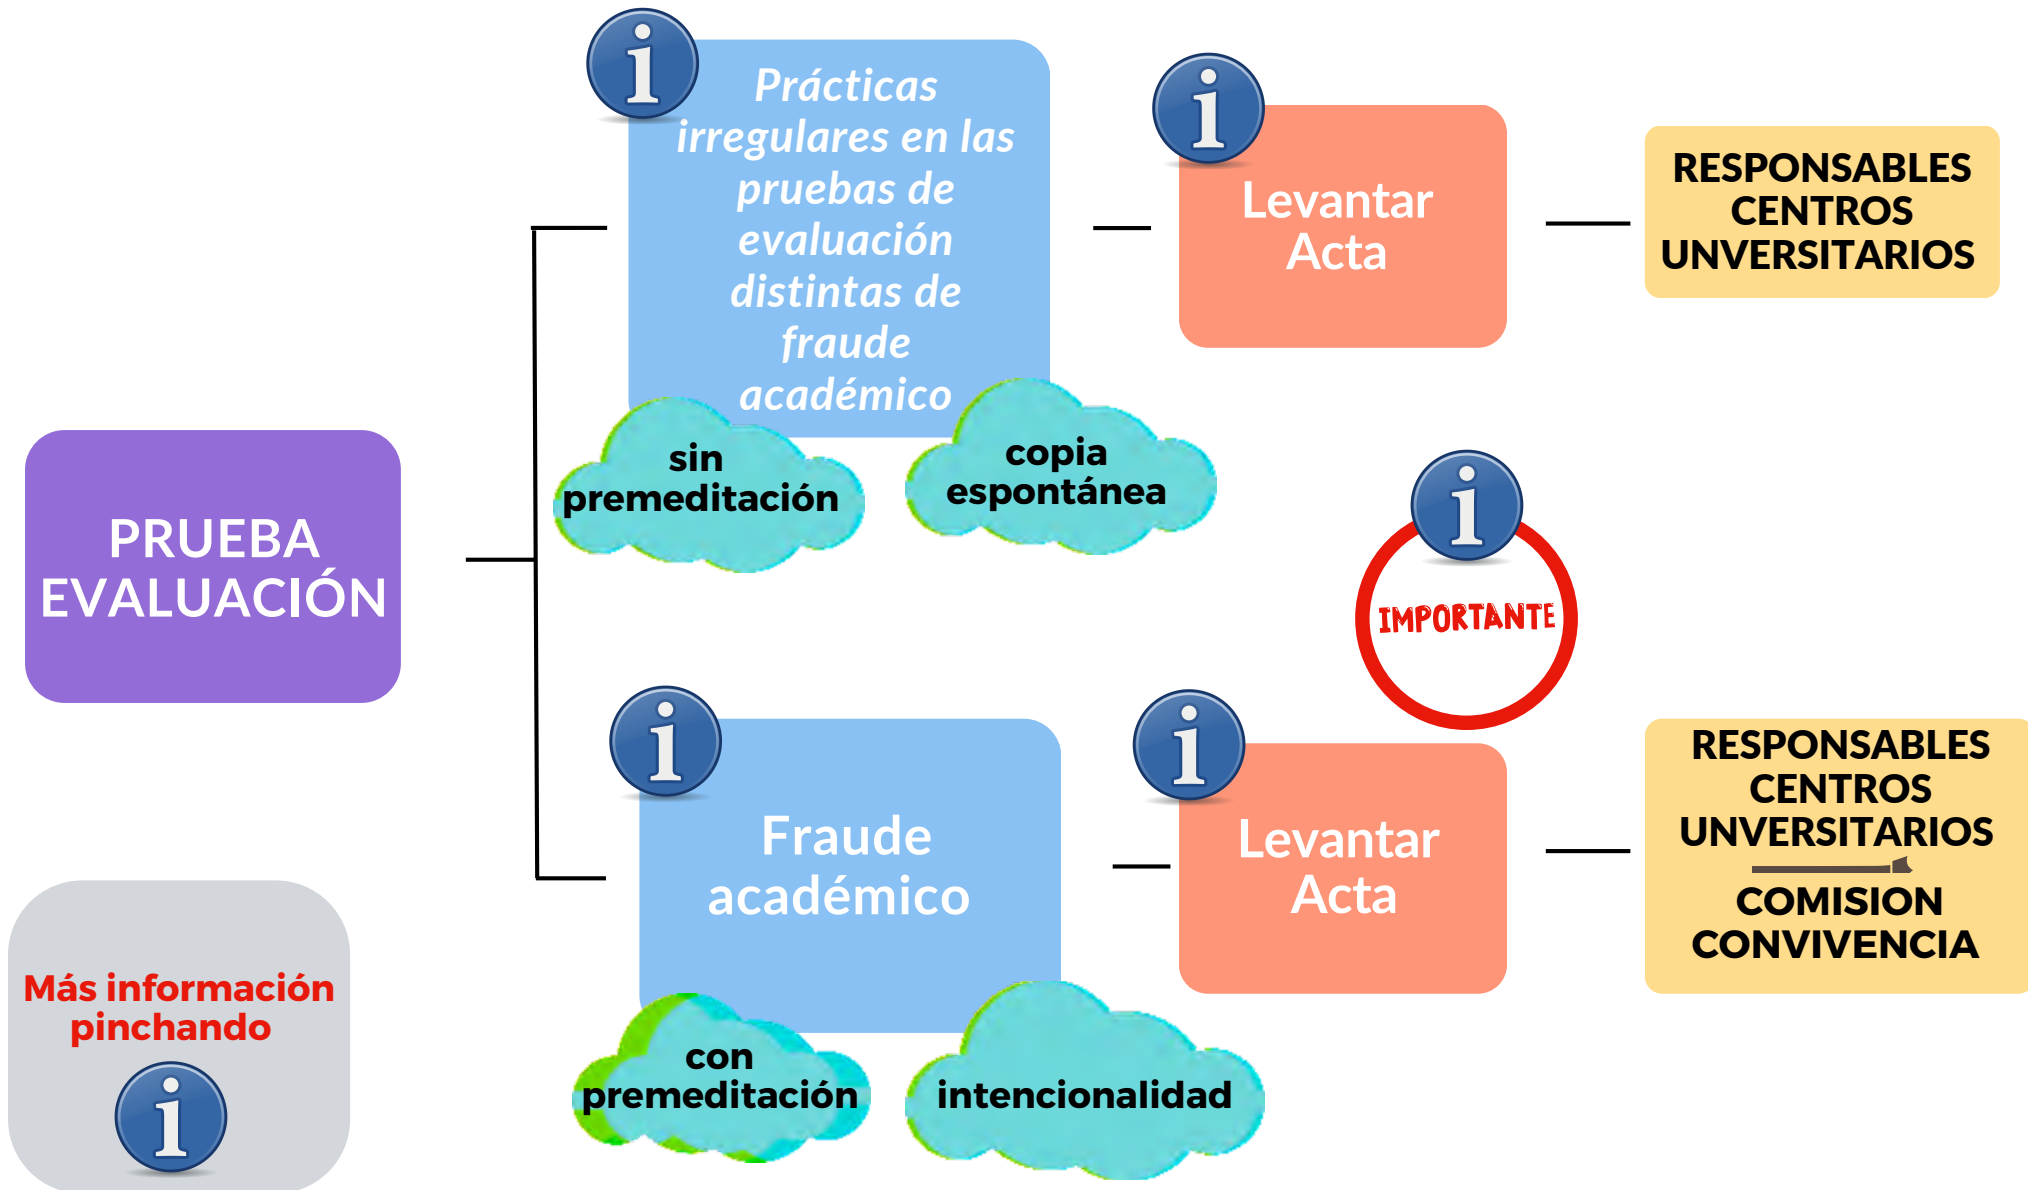 Prácticas
irregulares en las
pruebas de
evaluación
distintas de
fraude
académico
sin
premeditación
copia
espontánea
Levantar
Acta
RESPONSABLES
CENTROS
UNVERSITARIOS
PRUEBA
EVALUACIÓN
IMPORTANTE
Fraude
académico
con
premeditación
intencionalidad
Levantar
Acta
RESPONSABLES
CENTROS
UNVERSITARIOS
COMISION
CONVIVENCIA
Más información
pinchando